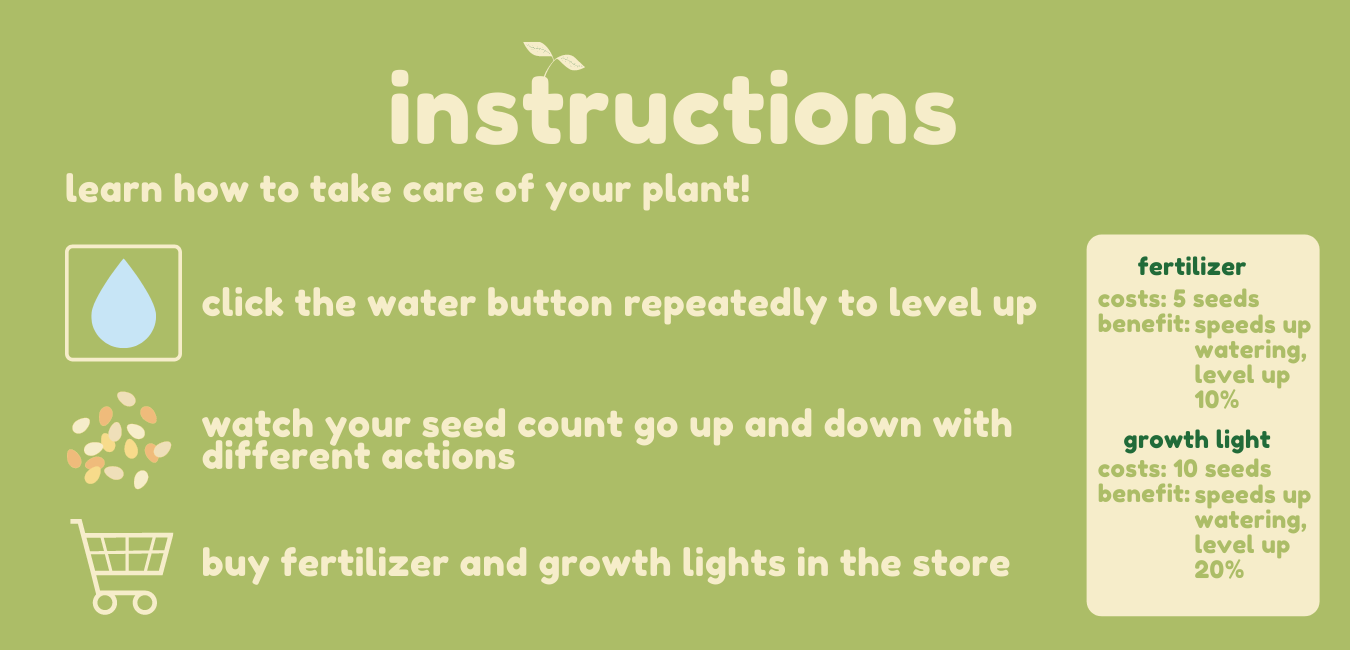 instructions
learn how to take care of your plant!
click the water button repeatedly to level up
watch your seed count go up and down with
different actions
buy fertilizer and growth lights in the store
fertilizer
costs: 5 seeds
benefit: speeds up
watering,
level up
10%
growth light
costs: 10 seeds
benefit: speeds up
watering,
level up
20%